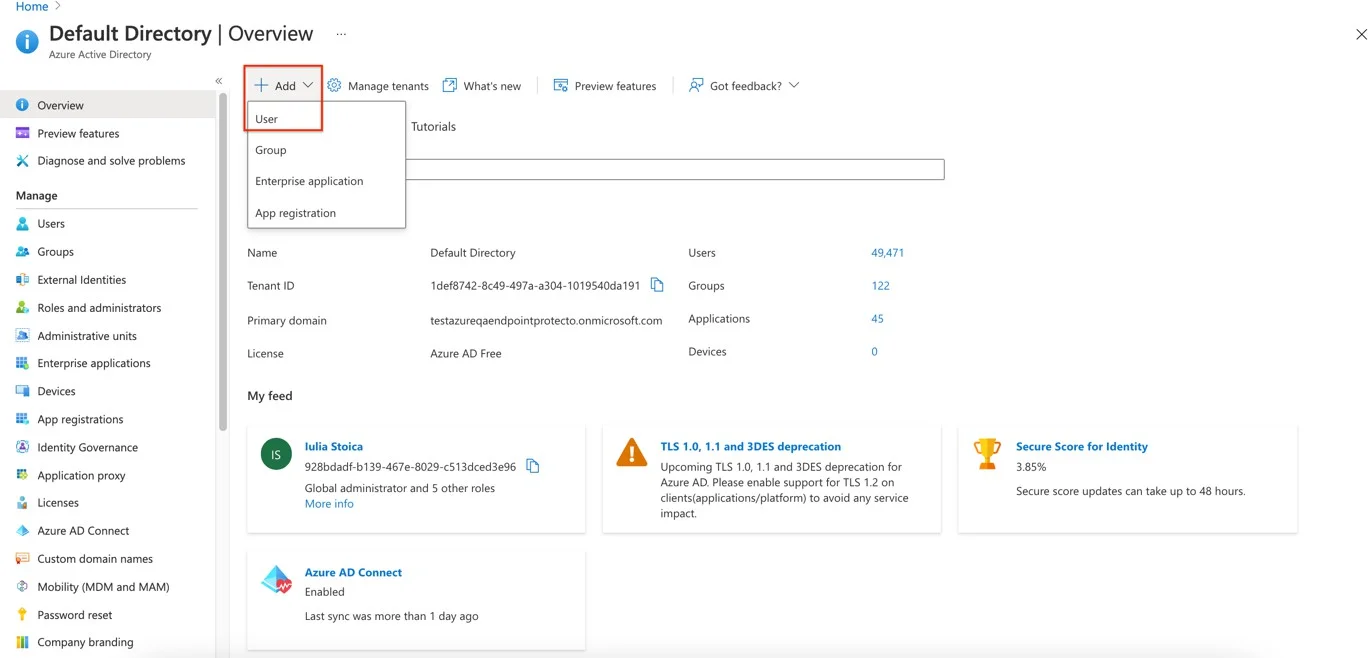 Home
Default Directory | Overview ...
Azure Active Directory
«
Add
Manage tenants
What's new
Preview features
Got feedback?
User
Group
Enterprise application
App registration
Tutorials
Overview
Preview features
Diagnose and solve problems
Manage
Users
Groups
External Identities
Roles and administrators
Administrative units
Enterprise applications
Devices
App registrations
Identity Governance
Application proxy
Licenses
Azure AD Connect
Custom domain names
Mobility (MDM and MAM)
Password reset
Company branding
Name Default Directory Users 49,471
Tenant ID 1def8742-8c49-497a-a304-1019540da191 Groups 122
Primary domain testazureqaendpointprotecto.onmicrosoft.com Applications 45
License Azure AD Free Devices 0
My feed
IS
Iulia Stoica
928bdadf-b139-467e-8029-c513dced3e96
Global administrator and 5 other roles
More info
TLS 1.0, 1.1 and 3DES deprecation
Upcoming TLS 1.0, 1.1 and 3DES deprecation for
Azure AD. Please enable support for TLS 1.2 on
clients(applications/platform) to avoid any service
impact.
Secure Score for Identity
3.85%
Secure score updates can take up to 48 hours.
Azure AD Connect
Enabled
Last sync was more than 1 day ago